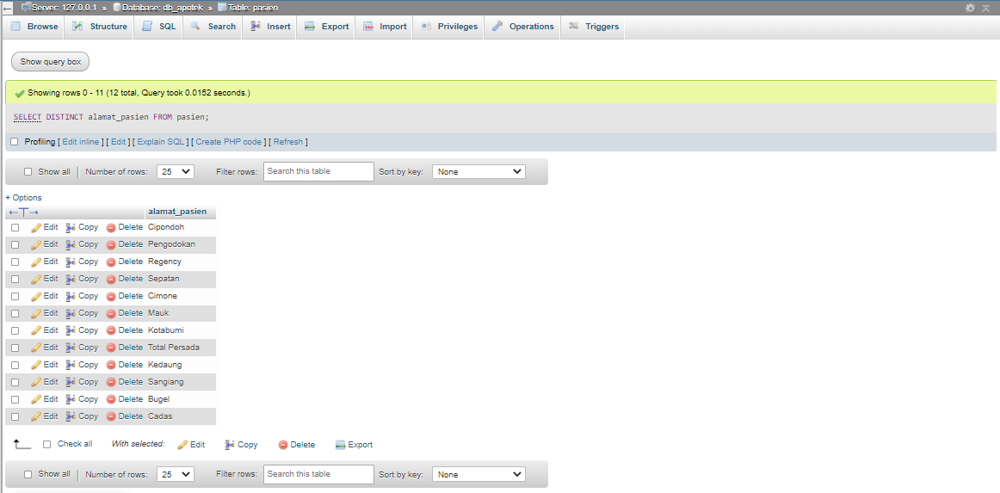 Server: 127.0.0.1 » Database: db_apotek » Table: pasien
Browse Structure SQL Search Insert Export Import Privileges Operations Triggers
Show query box
Showing rows 0 - 11 (12 total, Query took 0.0152 seconds.)
SELECT DISTINCT alamat_pasien FROM pasien;
Profiling [ Edit inline ] [ Edit ] [ Explain SQL ] [ Create PHP code ] [ Refresh ]
Show all | Number of rows: 25 Filter rows: Search this table Sort by key: None
+ Options
←T→ alamat_pasien
Edit Copy Delete Cipondoh
Edit Copy Delete Pengodokan
Edit Copy Delete Regency
Edit Copy Delete Sepatan
Edit Copy Delete Cimone
Edit Copy Delete Mauk
Edit Copy Delete Kotabumi
Edit Copy Delete Total Persada
Edit Copy Delete Kedaung
Edit Copy Delete Sangiang
Edit Copy Delete Bugel
Edit Copy Delete Cadas
Check all With selected: Edit Copy Delete Export
Show all | Number of rows: 25 Filter rows: Search this table Sort by key: None